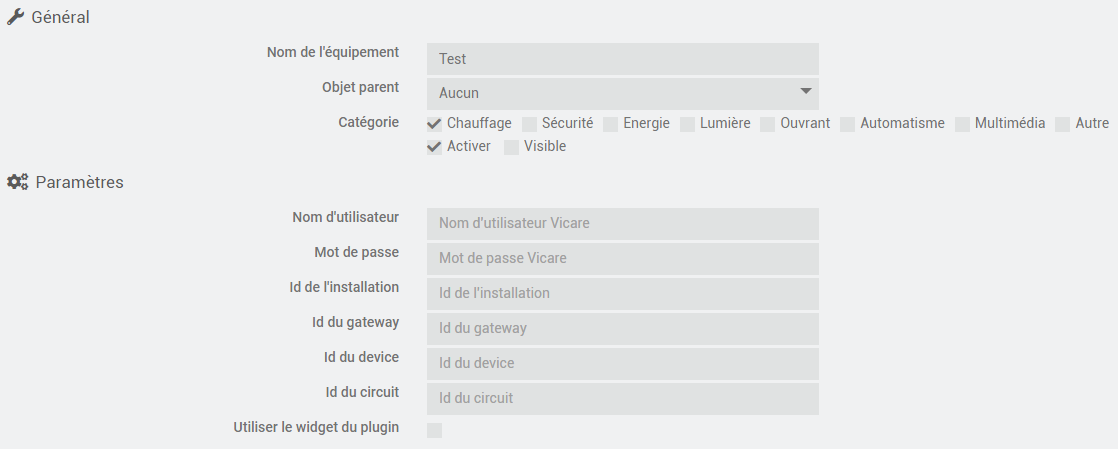 Général
Nom de l'équipement Test
Objet parent Aucun
Catégorie Chauffage Sécurité Energie Lumière Ouvrant Automatisme Multimédia Autre
Activer Visible
Paramètres
Nom d'utilisateur Nom d'utilisateur Vicare
Mot de passe Mot de passe Vicare
Id de l'installation Id de l'installation
Id du gateway Id du gateway
Id du device Id du device
Id du circuit Id du circuit
Utiliser le widget du plugin